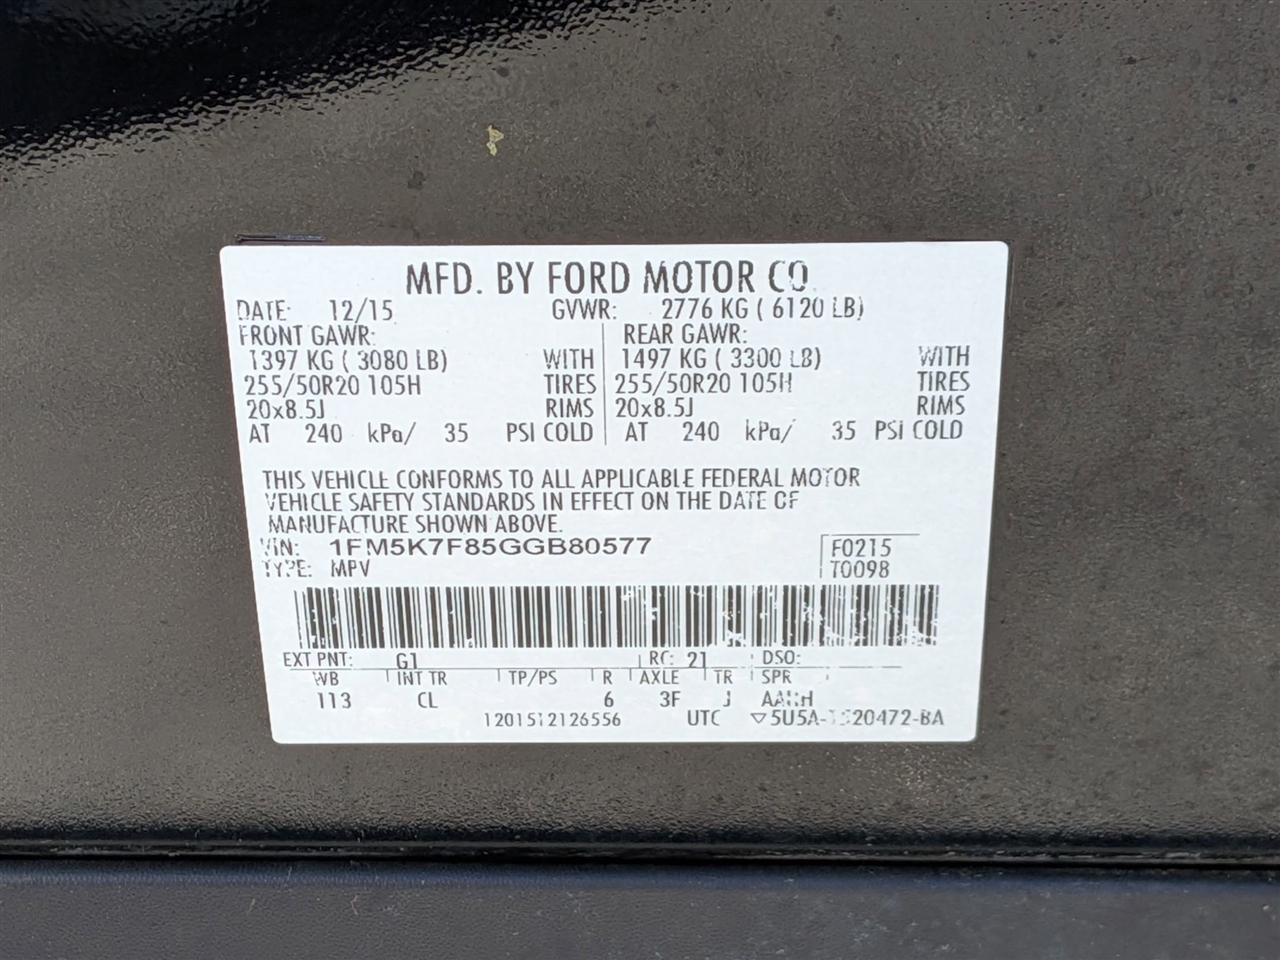 MFD. BY FORD MOTOR CO.
DATE: 12/15 GVWR: 2776 KG ( 6120 LB)
FRONT GAWR: REAR GAWR:
1397 KG ( 3080 LB) WITH 1497 KG ( 3300 LB) WITH
255/50R20 105H TIRES 255/50R20 105H TIRES
20x8.5J RIMS 20x8.5J RIMS
AT 240 kPa/ 35 PSI COLD AT 240 kPa/ 35 PSI COLD
THIS VEHICLE CONFORMS TO ALL APPLICABLE FEDERAL MOTOR
VEHICLE SAFETY STANDARDS IN EFFECT ON THE DATE OF
MANUFACTURE SHOWN ABOVE.
VIN: 1FM5K7F85GGB80577 F0215
TYPE: MPV T0098
EXT PNT: G1 RC: 21 DSO:
WB INT TR TP/PS R AXLE TR SPR
113 CL 6 3F J
1201512126556 UTC